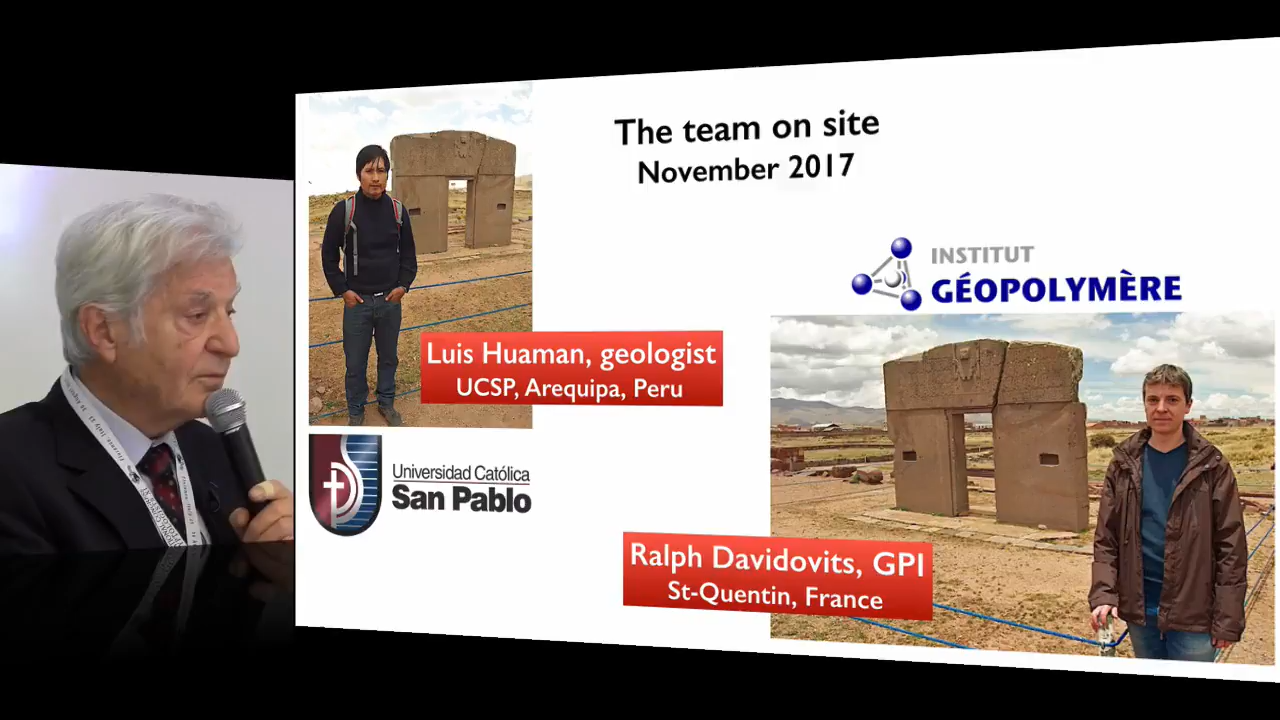 The team on site
November 2017
INSTITUT
GÉOPOLYMÈRE
Luis Huaman, geologist
UCSP, Arequipa, Peru
Universidad Católica
San Pablo
Ralph Davidovits, GPI
St-Quentin, France